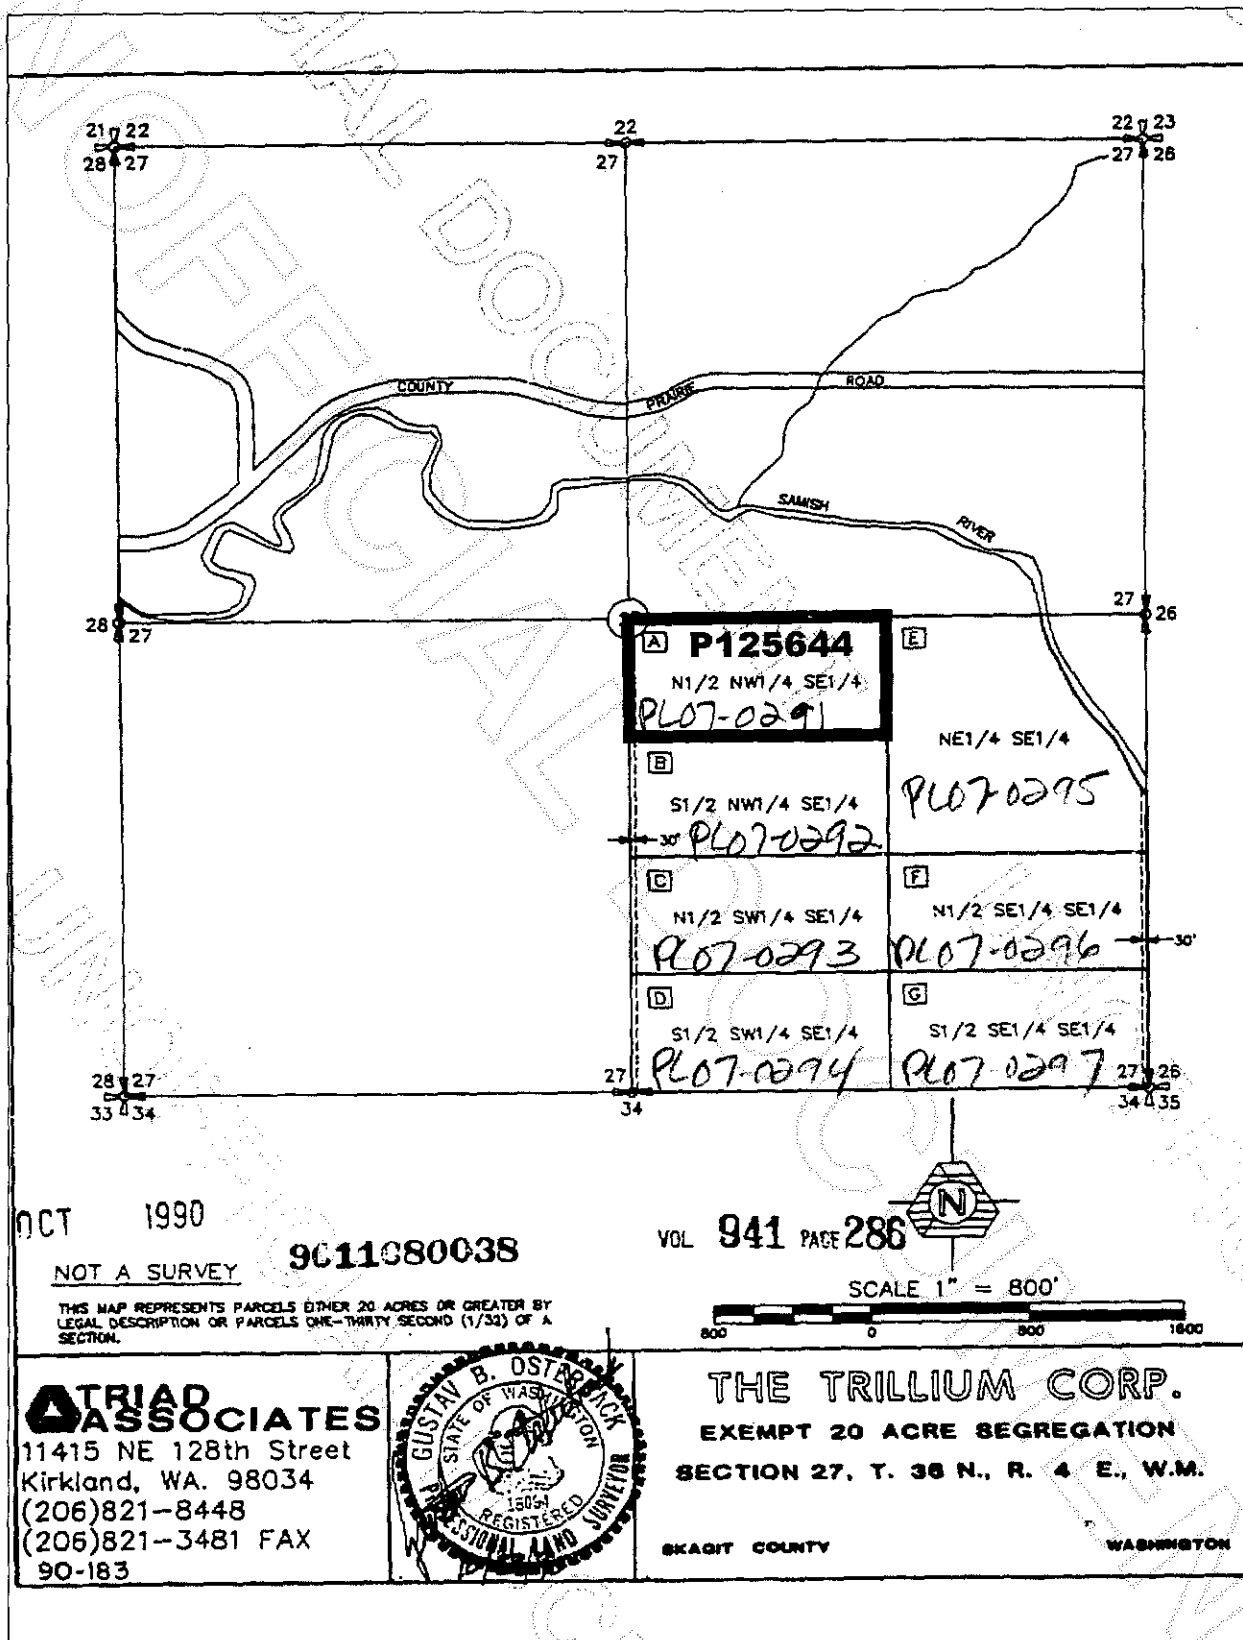 21 22
22
22 23
28 27
27
27 26
COUNTY
PRAIRIE
ROAD
SAMISH
RIVER
28 27
27 26
A P125644
N1/2 NW1/4 SE1/4
PL07-0291
E
NE1/4 SE1/4
PL07-0295
B
S1/2 NW1/4 SE1/4
30' PL07-0292
C
N1/2 SW1/4 SE1/4
PL07-0293
F
N1/2 SE1/4 SE1/4
PL07-0296
30'
D
S1/2 SW1/4 SE1/4
PL07-0294
G
S1/2 SE1/4 SE1/4
PL07-0297
28 27
27
27 26
33 34
34
34 35
N
OCT 1990
9011080038
VOL 941 PAGE 286
NOT A SURVEY
SCALE 1" = 800'
THIS MAP REPRESENTS PARCELS EITHER 20 ACRES OR GREATER BY
LEGAL DESCRIPTION OR PARCELS ONE-THIRTY SECOND (1/32) OF A
SECTION.
800 0 800 1600
TRIAD
ASSOCIATES
11415 NE 128th Street
Kirkland, WA. 98034
(206)821-8448
(206)821-3481 FAX
90-183
GUSTAV B. OSTERBACK
STATE OF WASHINGTON
REGISTERED
PROFESSIONAL LAND SURVEYOR
THE TRILLIUM CORP.
EXEMPT 20 ACRE SEGREGATION
SECTION 27, T. 36 N., R. 4 E., W.M.
SKAGIT COUNTY WASHINGTON
UNOFFICIAL DOCUMENT